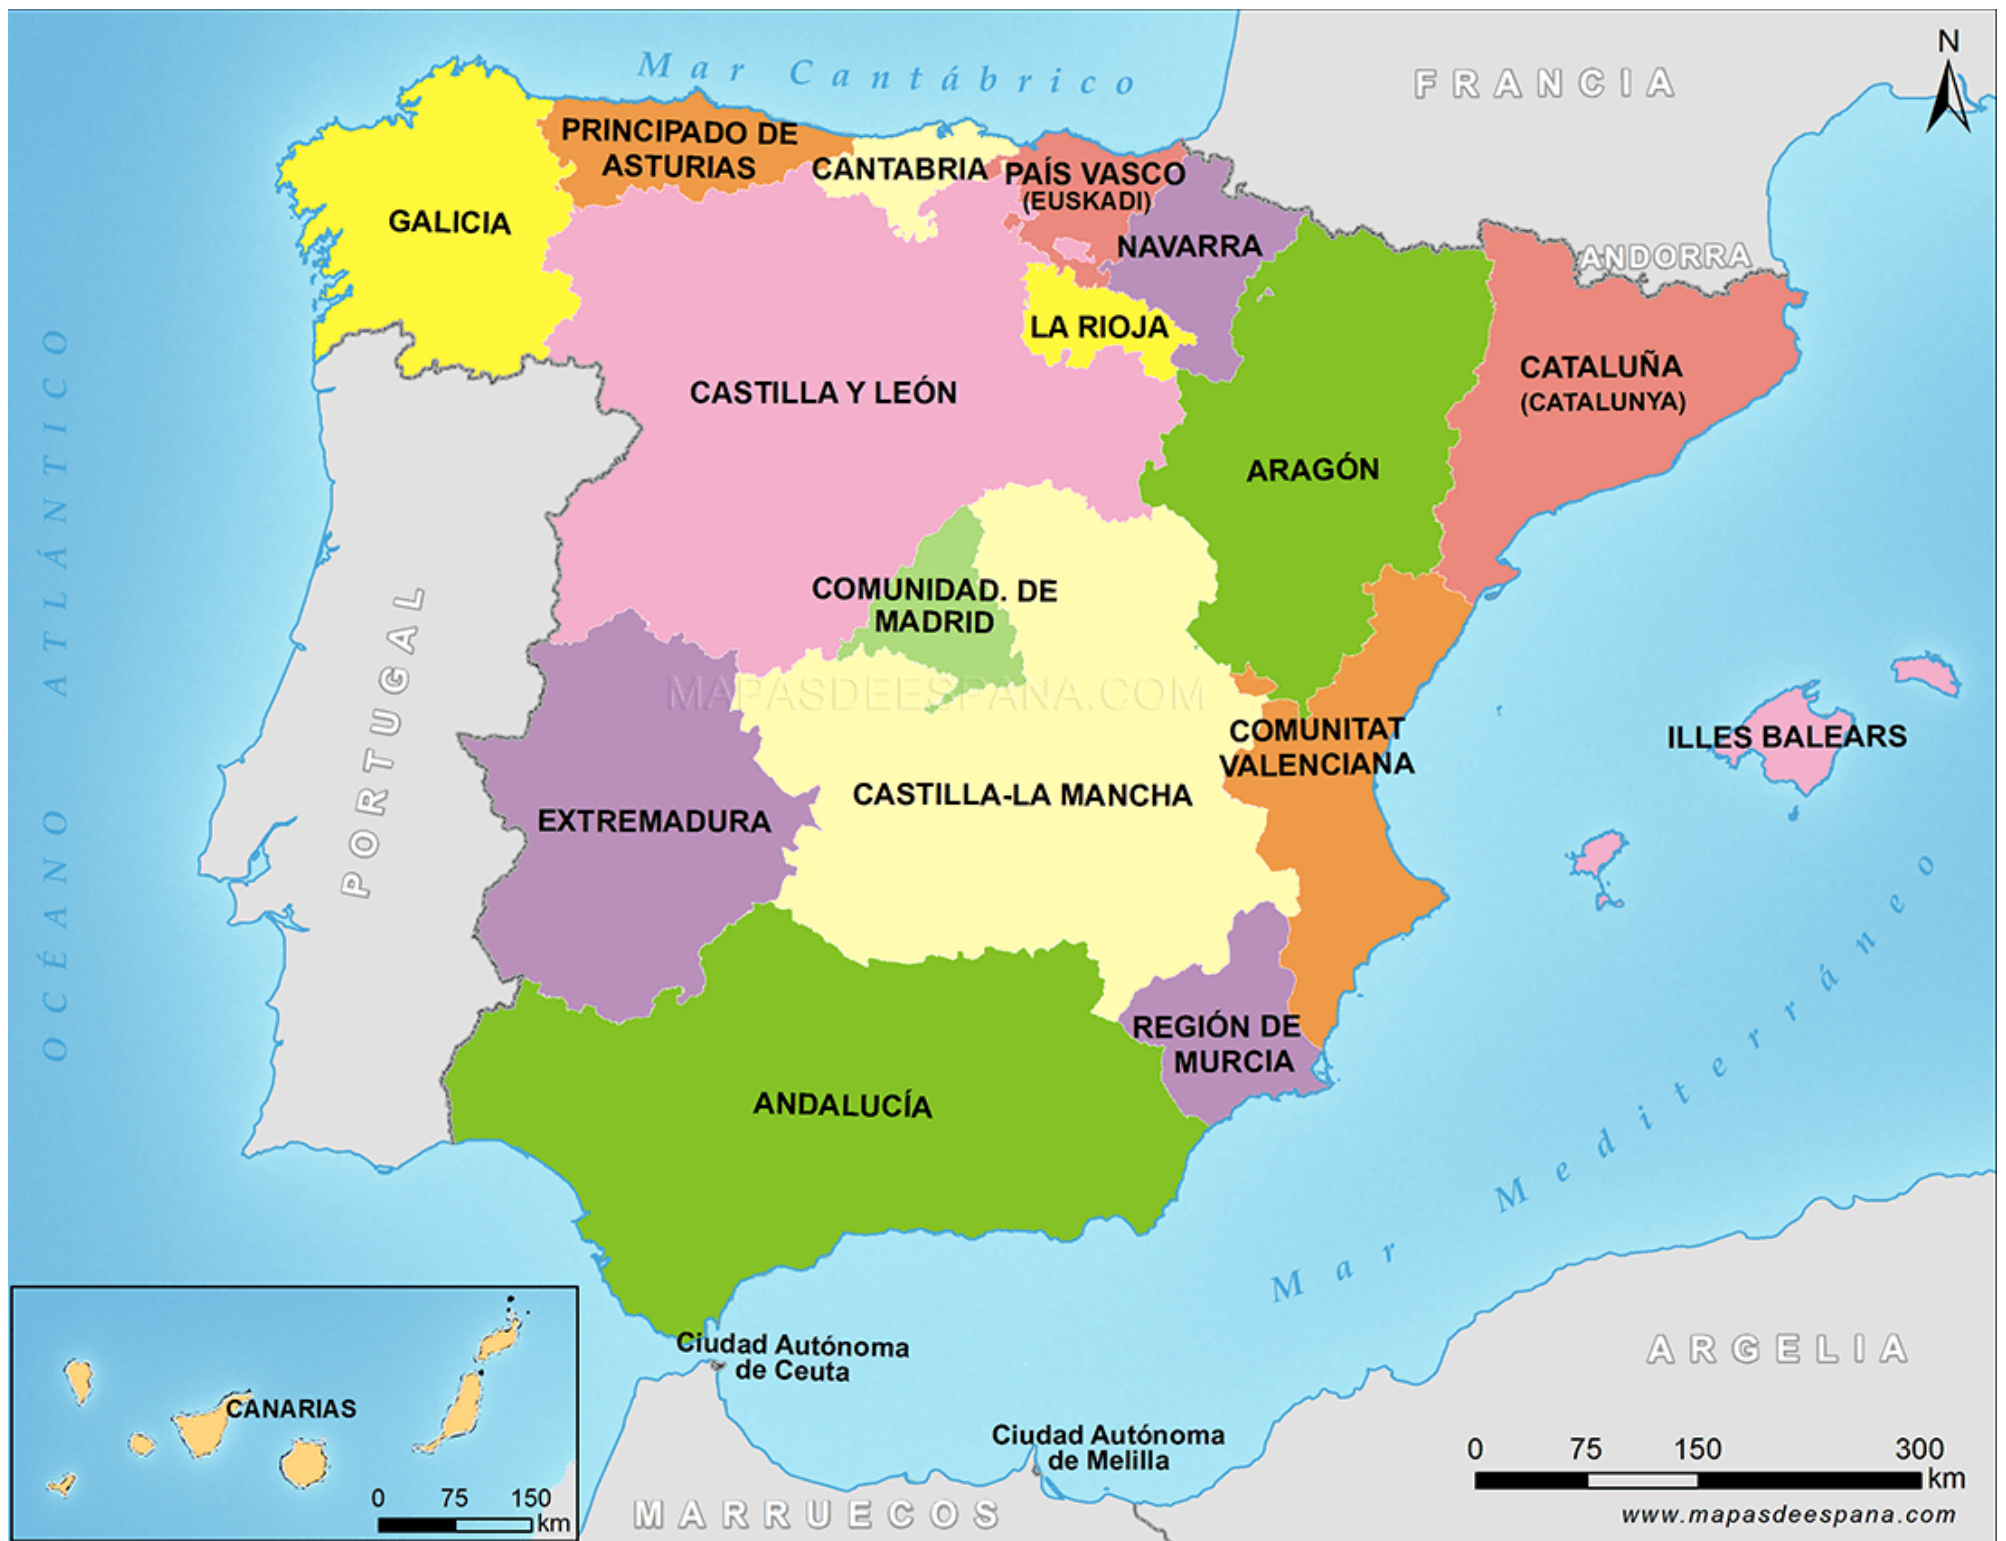 Mar Cantábrico
FRANCIA
N
PRINCIPADO DE
ASTURIAS
CANTABRIA
PAÍS VASCO
(EUSKADI)
GALICIA
NAVARRA
ANDORRA
LA RIOJA
CATALUÑA
(CATALUNYA)
CASTILLA Y LEÓN
ARAGÓN
OCÉANO ATLÁNTICO
PORTUGAL
COMUNIDAD. DE
MADRID
MAPASDEESPANA.COM
COMUNITAT
VALENCIANA
ILLES BALEARS
CASTILLA-LA MANCHA
EXTREMADURA
REGIÓN DE
MURCIA
ANDALUCÍA
Mar Mediterráneo
Ciudad Autónoma
de Ceuta
ARGELIA
CANARIAS
Ciudad Autónoma
de Melilla
0 75 150 300
km
0 75 150
km
MARRUECOS
www.mapasdeespana.com